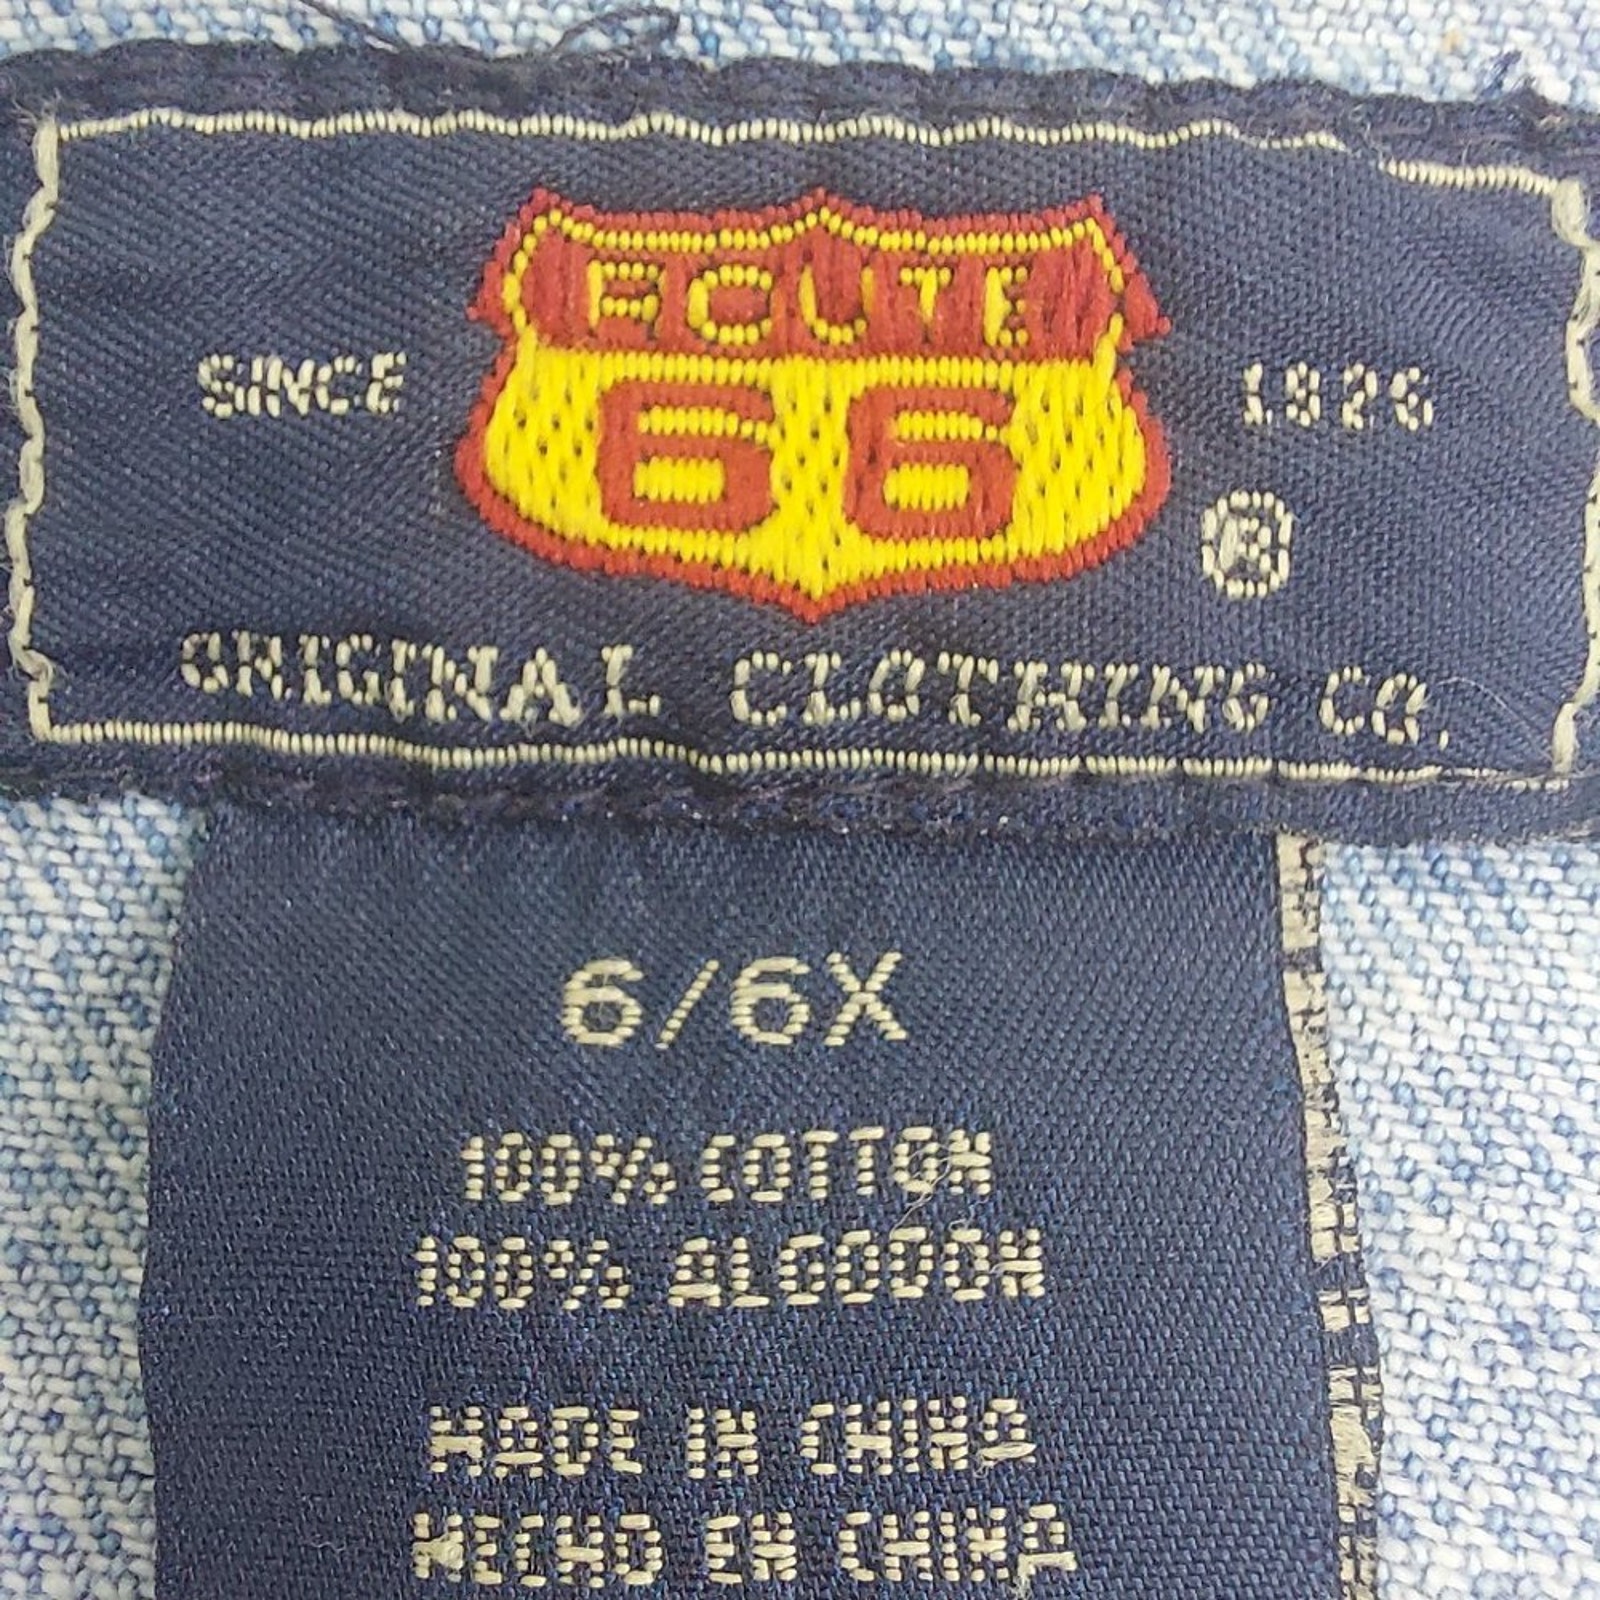 ROUTE
66
SINCE 1926
®
ORIGINAL CLOTHING CO.
6/6X
100% COTTON
100% ALGODON
MADE IN CHINA
HECHO EN CHINA